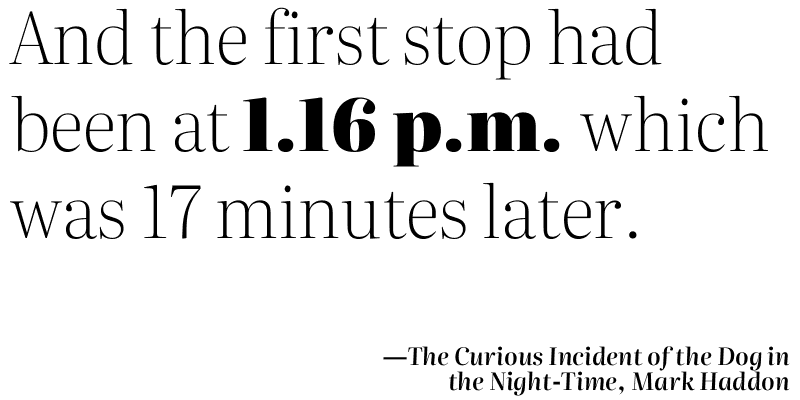 And the first stop had
been at 1.16 p.m. which
was 17 minutes later.
—The Curious Incident of the Dog in
the Night-Time, Mark Haddon